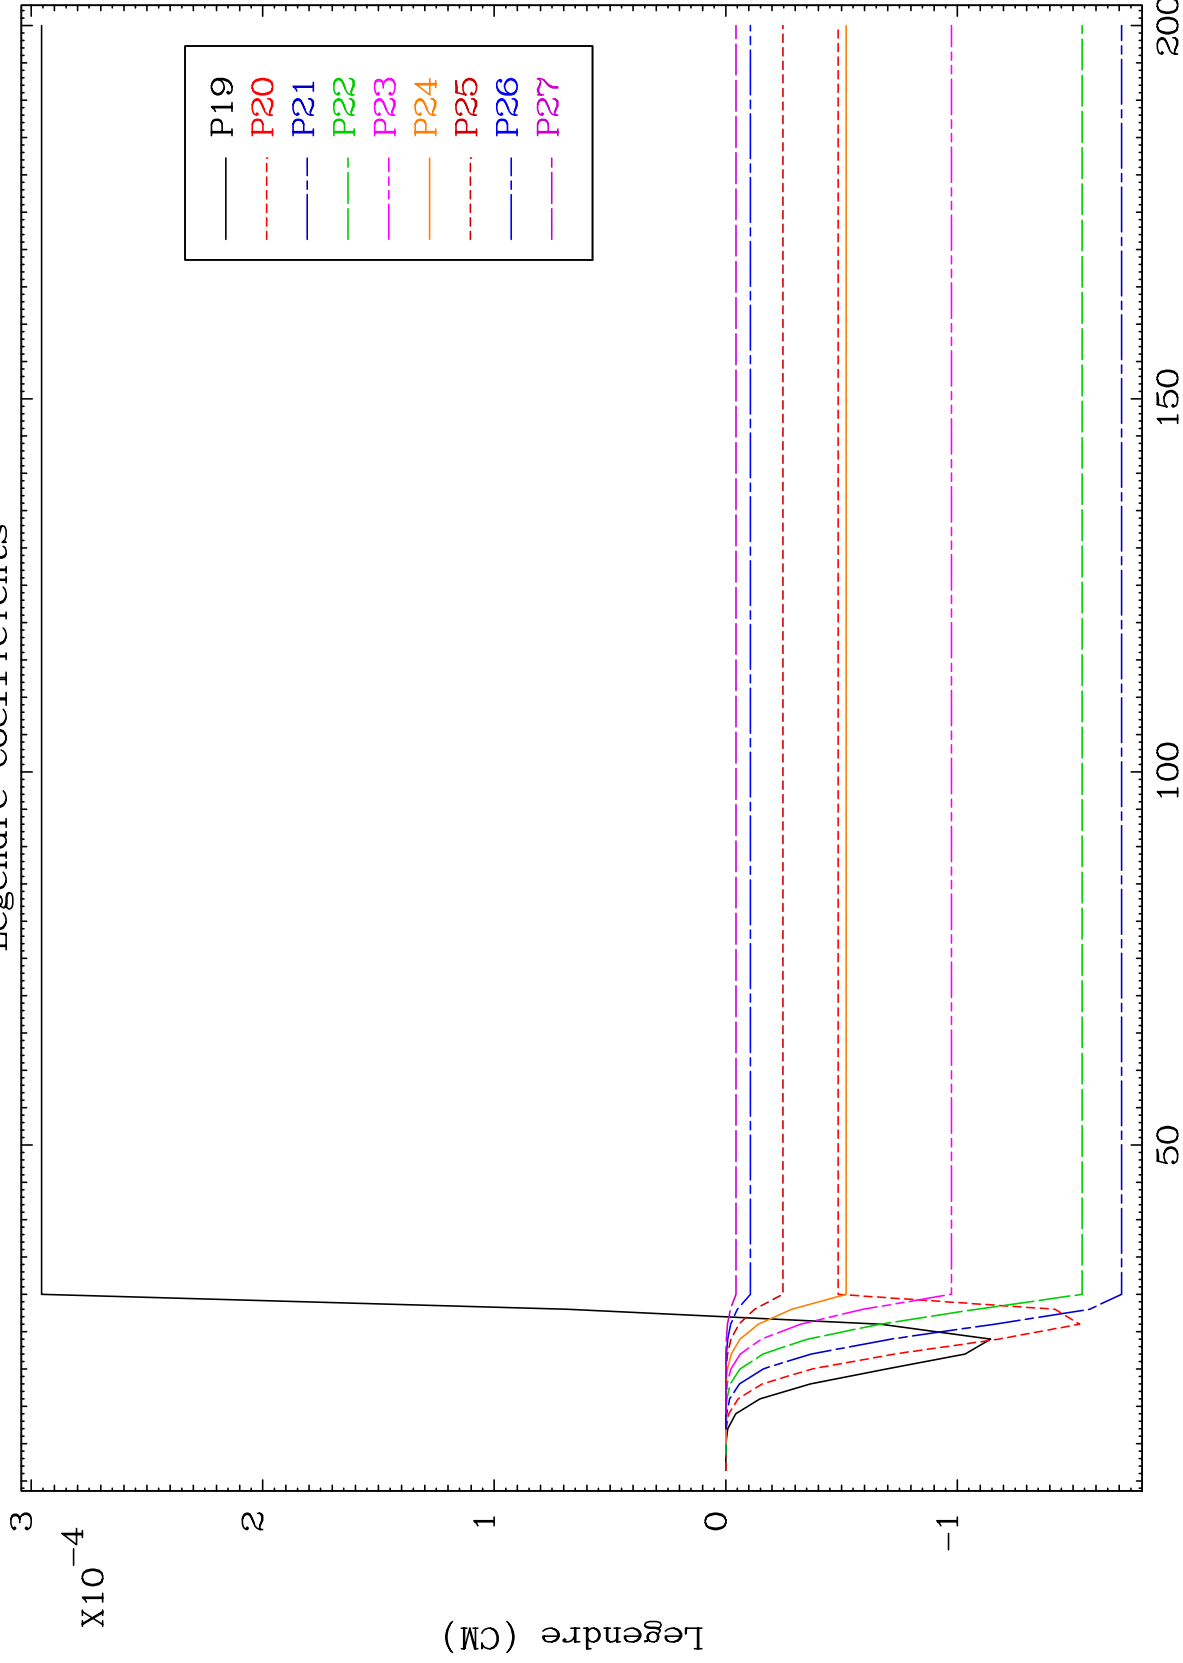 Legendre Coefficients
3
2
1
0
-1
X10⁻⁴
Legendre (CM)
P19
P20
P21
P22
P23
P24
P25
P26
P27
50
100
150
200